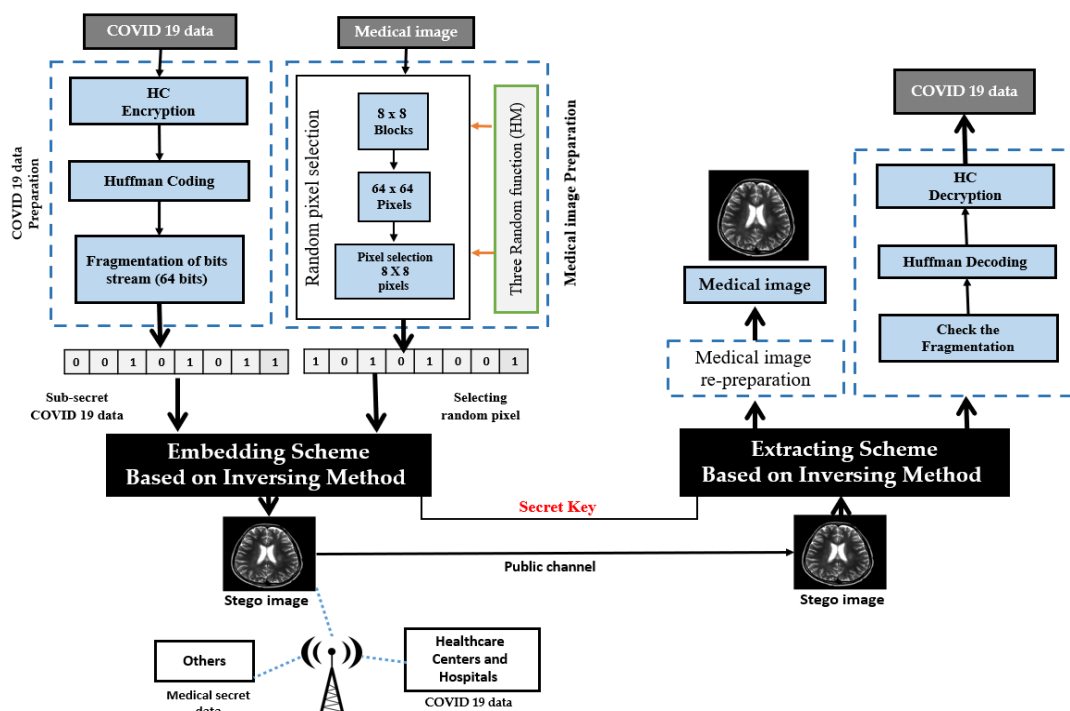 COVID 19 data
Medical image
COVID 19 data
Preparation
HC
Encryption
Huffman Coding
Fragmentation of bits
stream (64 bits)
Random pixel selection
8 x 8
Blocks
64 x 64
Pixels
Pixel selection
8 X 8
pixels
Three Random function (HM)
Medical image Preparation
0 0 1 0 1 0 1 1
1 0 1 0 1 0 0 1
Sub-secret
COVID 19 data
Selecting
random pixel
Embedding Scheme
Based on Inversing Method
Secret Key
Stego image
Public channel
Others
Medical secret
data
Healthcare
Centers and
Hospitals
COVID 19 data
COVID 19 data
HC
Decryption
Huffman Decoding
Check the
Fragmentation
Medical image
Medical image
re-preparation
Extracting Scheme
Based on Inversing Method
Stego image